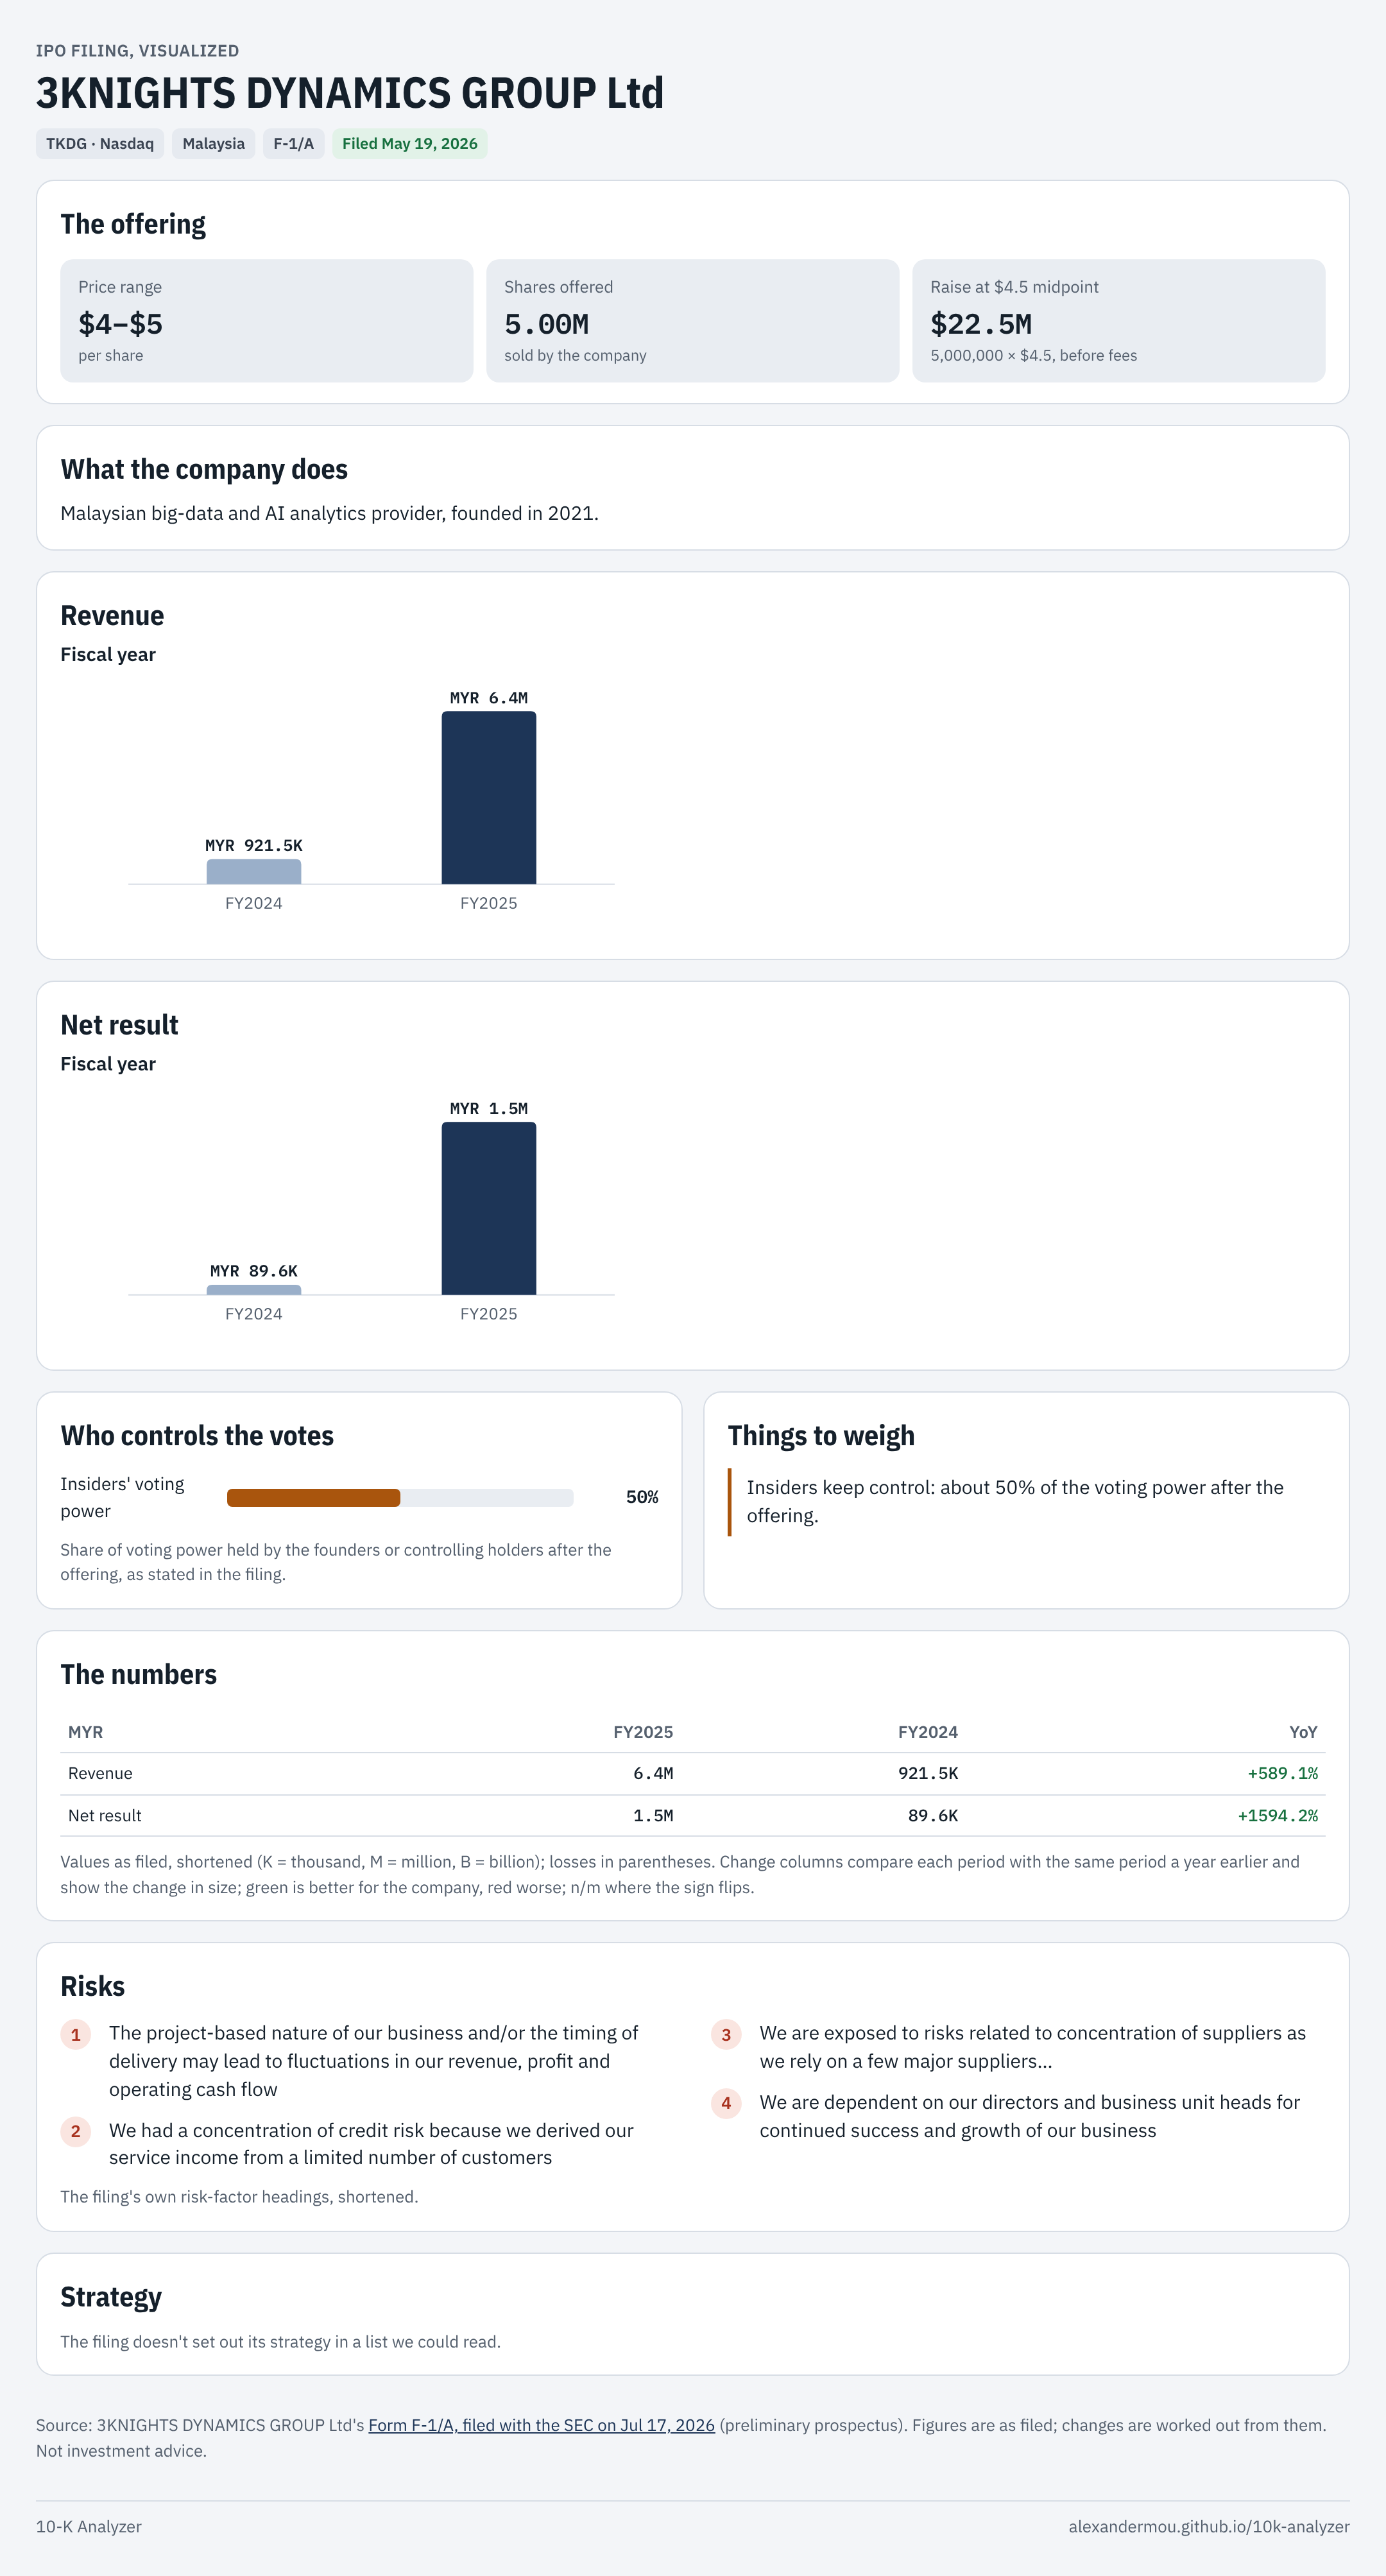 IPO FILING, VISUALIZED
3KNIGHTS DYNAMICS GROUP Ltd
TKDG · Nasdaq
Malaysia
F-1/A
Filed May 19, 2026
The offering
Price range
$4–$5
per share
Shares offered
5.00M
sold by the company
Raise at $4.5 midpoint
$22.5M
5,000,000 × $4.5, before fees
What the company does
Malaysian big-data and AI analytics provider, founded in 2021.
Revenue
Fiscal year
MYR 921.5K
MYR 6.4M
FY2024
FY2025
Net result
Fiscal year
MYR 89.6K
MYR 1.5M
FY2024
FY2025
Who controls the votes
Insiders' voting
power
50%
Share of voting power held by the founders or controlling holders after the
offering, as stated in the filing.
Things to weigh
Insiders keep control: about 50% of the voting power after the
offering.
The numbers
MYR FY2025 FY2024 YoY
Revenue 6.4M 921.5K +589.1%
Net result 1.5M 89.6K +1594.2%
Values as filed, shortened (K = thousand, M = million, B = billion); losses in parentheses. Change columns compare each period with the same period a year earlier and
show the change in size; green is better for the company, red worse; n/m where the sign flips.
Risks
1 The project-based nature of our business and/or the timing of
delivery may lead to fluctuations in our revenue, profit and
operating cash flow
2 We had a concentration of credit risk because we derived our
service income from a limited number of customers
3 We are exposed to risks related to concentration of suppliers as
we rely on a few major suppliers…
4 We are dependent on our directors and business unit heads for
continued success and growth of our business
The filing's own risk-factor headings, shortened.
Strategy
The filing doesn't set out its strategy in a list we could read.
Source: 3KNIGHTS DYNAMICS GROUP Ltd's Form F-1/A, filed with the SEC on Jul 17, 2026 (preliminary prospectus). Figures are as filed; changes are worked out from them.
Not investment advice.
10-K Analyzer
alexandermou.github.io/10k-analyzer